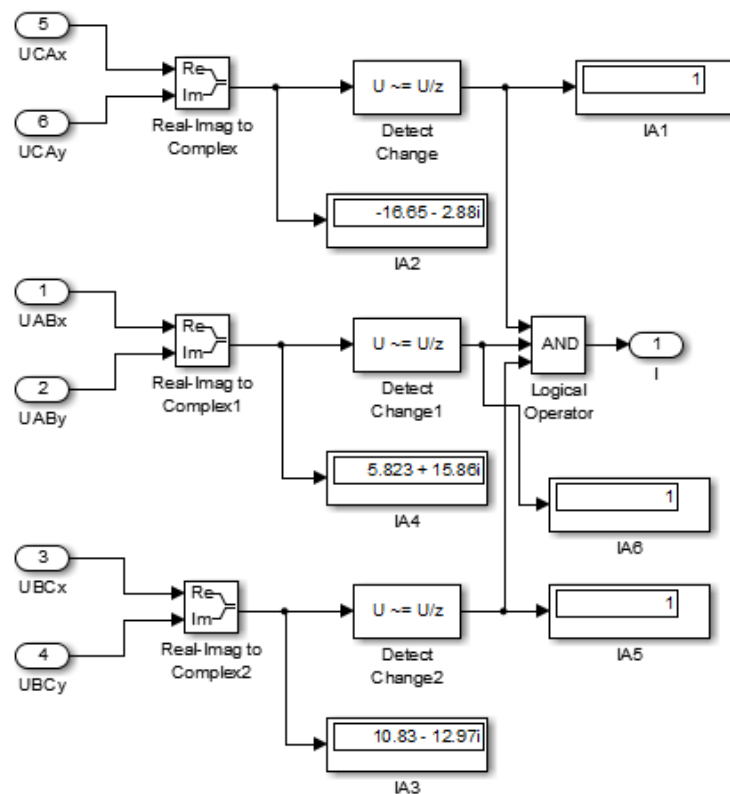 5
UCAx
6
UCAy
Re
Im
Real-Imag to
Complex
U ~= U/z
Detect
Change
1
IA1
-16.65 - 2.88i
IA2
1
UABx
2
UABy
Re
Im
Real-Imag to
Complex1
U ~= U/z
Detect
Change1
AND
Logical
Operator
1
I
5.823 + 15.86i
IA4
1
IA6
3
UBCx
4
UBCy
Re
Im
Real-Imag to
Complex2
U ~= U/z
Detect
Change2
1
IA5
10.83 - 12.97i
IA3